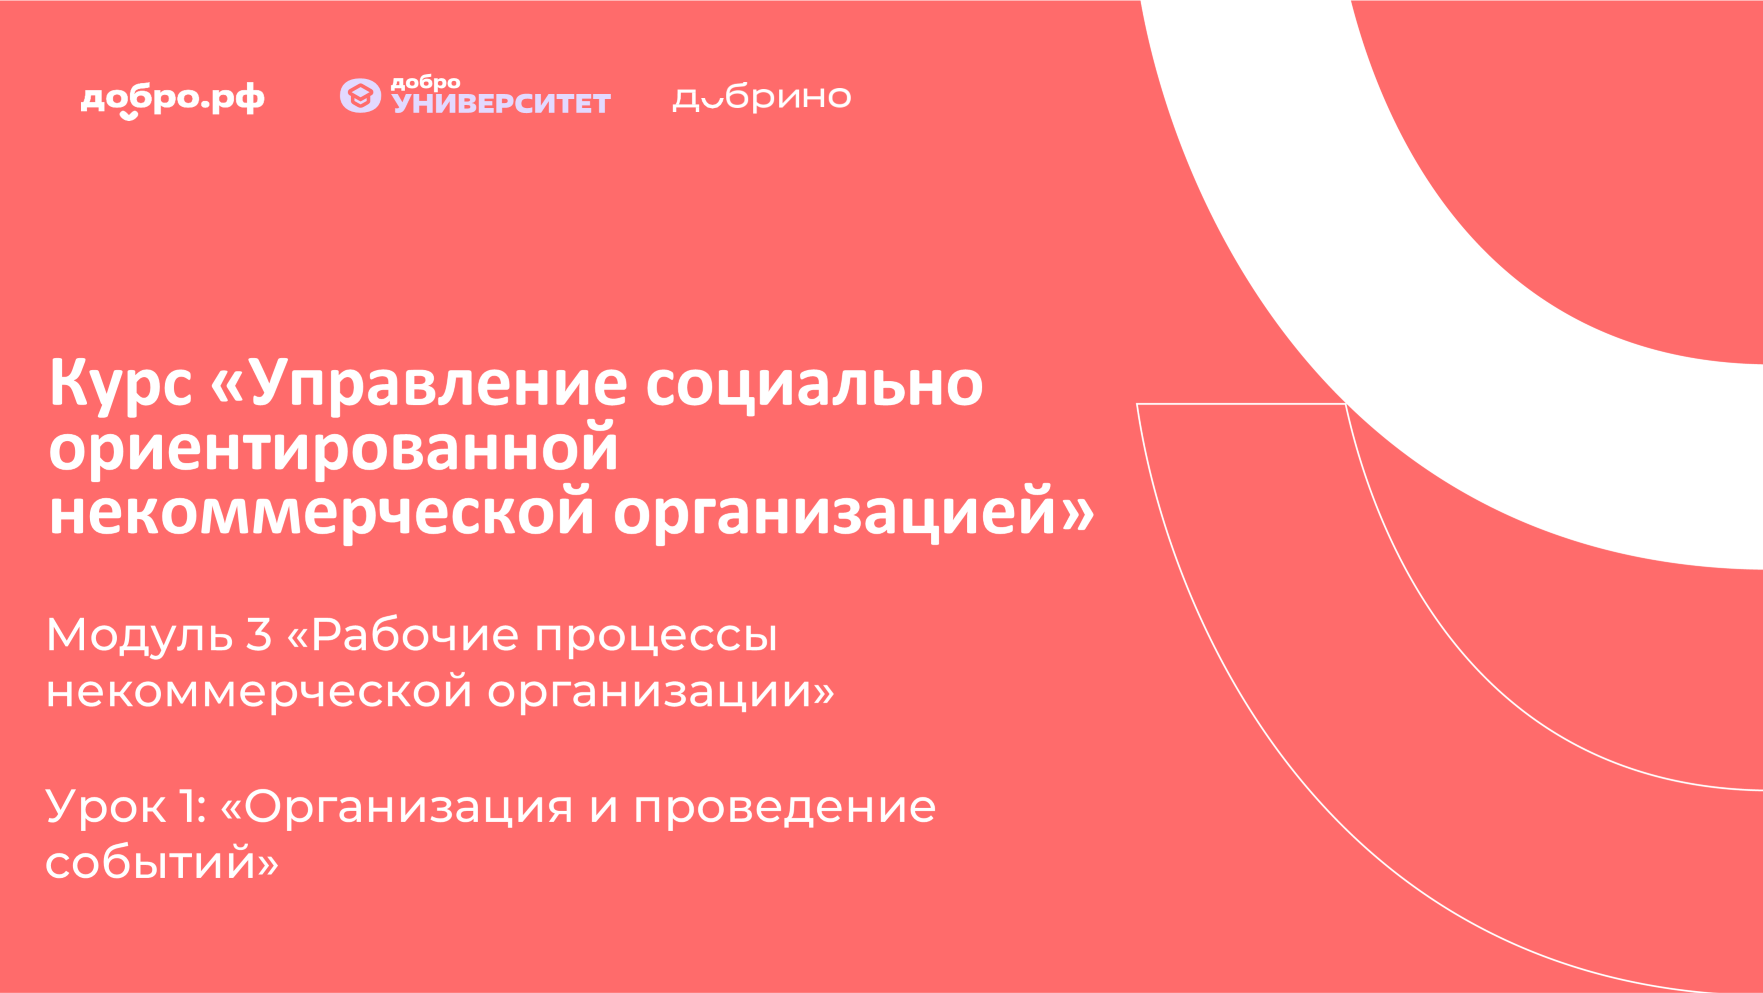 добро.рф
добро
УНИВЕРСИТЕТ
добрино
Курс «Управление социально
ориентированной
некоммерческой организацией»
Модуль 3 «Рабочие процессы
некоммерческой организации»
Урок 1: «Организация и проведение
событий»